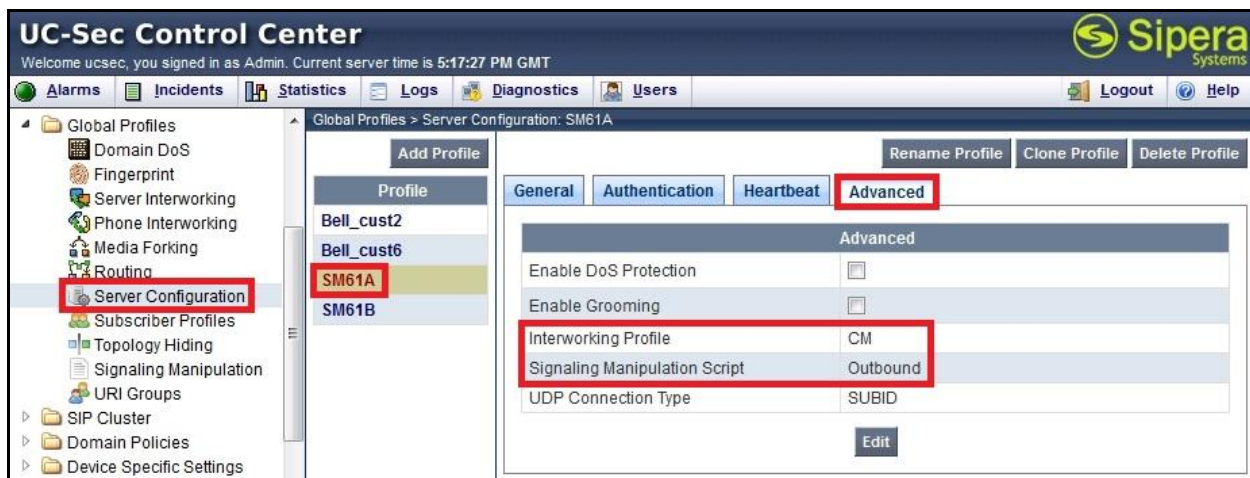 UC-Sec Control Center
Sipera
Systems
Welcome ucsec, you signed in as Admin. Current server time is 5:17:27 PM GMT
Alarms Incidents Statistics Logs Diagnostics Users Logout Help
Global Profiles
Domain DoS
Fingerprint
Server Interworking
Phone Interworking
Media Forking
Routing
Server Configuration
Subscriber Profiles
Topology Hiding
Signaling Manipulation
URI Groups
SIP Cluster
Domain Policies
Device Specific Settings
Global Profiles > Server Configuration: SM61A
Add Profile
Profile
Bell_cust2
Bell_cust6
SM61A
SM61B
Rename Profile Clone Profile Delete Profile
General Authentication Heartbeat Advanced
Advanced
Enable DoS Protection
Enable Grooming
Interworking Profile CM
Signaling Manipulation Script Outbound
UDP Connection Type SUBID
Edit